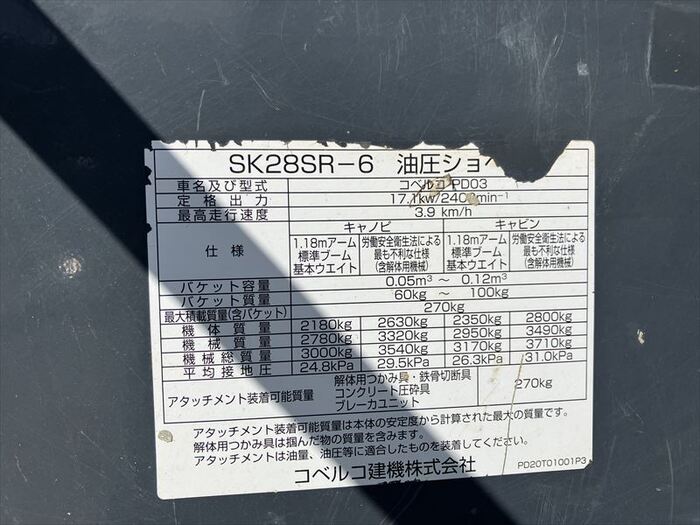 SK28SR-6 油圧ショベ
車名及び型式 コベルコ PD03
定格出力 17.1kw/2400min⁻¹
最高走行速度 3.9 km/h
仕様 キャノピ キャビン
1.18mアーム 標準ブーム 基本ウエイト 労働安全衛生法による 最も不利な仕様 (含解体用機械) 1.18mアーム 標準ブーム 基本ウエイト 労働安全衛生法による 最も不利な仕様 (含解体用機械)
バケット容量 0.05m³ ～ 0.12m³
バケット質量 60kg ～ 100kg
最大積載質量(含バケット) 270kg
機体質量 2180kg 2630kg 2350kg 2800kg
機械質量 2780kg 3320kg 2950kg 3490kg
機械総質量 3000kg 3540kg 3170kg 3710kg
平均接地圧 24.8kPa 29.5kPa 26.3kPa 31.0kPa
アタッチメント装着可能質量 解体用つかみ具・鉄骨切断具 コンクリート圧砕具 ブレーカユニット 270kg
アタッチメント装着可能質量は本体の安定度から計算された最大の質量です。
解体用つかみ具は掴んだ物の質量を含みます。
アタッチメントは油量、油圧等に適合したものを装着してください。
コベルコ建機株式会社 PD20T01001P3